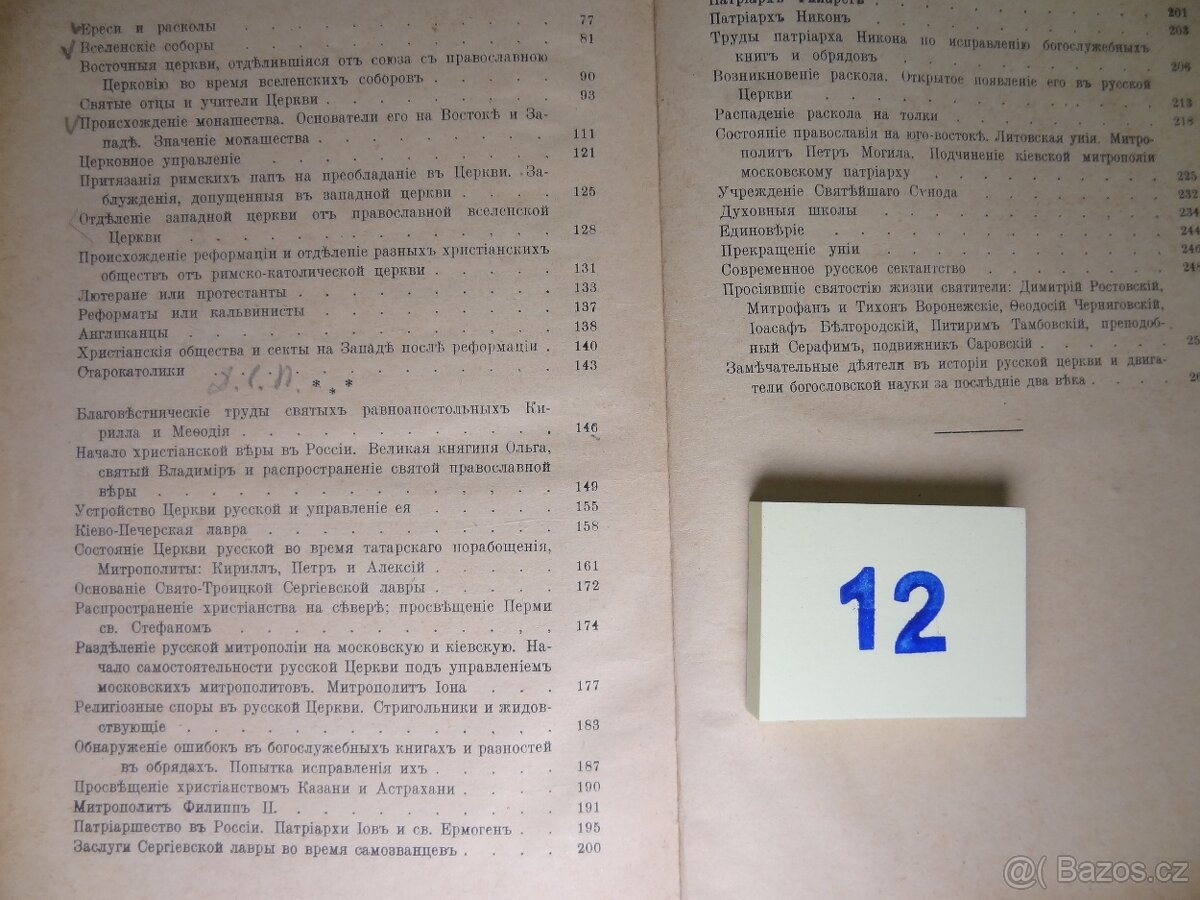 Ереси и расколы . . . . . . . . . . 77
Вселенскіе соборы . . . . . . . . . 81
Восточныя церкви, отдѣлившіяся отъ союза съ православною
Церковію во время вселенскихъ соборовъ . . . . 90
Святые отцы и учители Церкви . . . . . . . 93
Происхожденіе монашества. Основатели его на Востокѣ и За-
падѣ. Значеніе монашества . . . . . . . 111
Церковное управленіе . . . . . . . . 121
Притязанія римскихъ папъ на преобладаніе въ Церкви. За-
блужденія, допущенныя въ западной церкви . . . . 125
Отдѣленіе западной церкви отъ православной вселенской
Церкви . . . . . . . . . . . 128
Происхожденіе реформаціи и отдѣленіе разныхъ христіанскихъ
обществъ отъ римско-католической церкви . . . . 131
Лютеране или протестанты . . . . . . . 133
Реформаты или кальвинисты . . . . . . . 137
Англиканцы . . . . . . . . . . 138
Христіанскія общества и секты на Западѣ послѣ реформаціи . 140
Старокатолики . . . . . . . . . . 143
* * *
Благовѣстническіе труды святыхъ равноапостольныхъ Ки-
рилла и Меѳодія . . . . . . . . . 146
Начало христіанской вѣры въ Россіи. Великая княгиня Ольга,
святый Владиміръ и распространеніе святой православной
вѣры . . . . . . . . . . . 149
Устройство Церкви русской и управленіе ея . . . . 155
Кіево-Печерская лавра . . . . . . . . 158
Состояніе Церкви русской во время татарскаго порабощенія,
Митрополиты: Кириллъ, Петръ и Алексій . . . . 161
Основаніе Свято-Троицкой Сергіевской лавры . . . . 172
Распространеніе христіанства на сѣверѣ; просвѣщеніе Перми
св. Стефаномъ . . . . . . . . . 174
Раздѣленіе русской митрополіи на московскую и кіевскую. На-
чало самостоятельности русской Церкви подъ управленіемъ
московскихъ митрополитовъ. Митрополитъ Іона . . . 177
Религіозные споры въ русской Церкви. Стригольники и жидов-
ствующіе . . . . . . . . . . 183
Обнаруженіе ошибокъ въ богослужебныхъ книгахъ и разностей
въ обрядахъ. Попытка исправленія ихъ . . . . . 187
Просвѣщеніе христіанствомъ Казани и Астрахани . . . . 190
Митрополитъ Филиппъ II. . . . . . . . . 191
Патріаршество въ Россіи. Патріархи Іовъ и св. Ермогенъ . . 195
Заслуги Сергіевской лавры во время самозванцевъ . . . . 200
Патріархъ Филаретъ . . . . . . . . 201
Патріархъ Никонъ . . . . . . . . . 203
Труды патріарха Никона по исправленію богослужебныхъ
книгъ и обрядовъ . . . . . . . . 206
Возникновеніе раскола. Открытое появленіе его въ русской
Церкви . . . . . . . . . . . 213
Распаденіе раскола на толки . . . . . . . 218
Состояніе православія на юго-востокѣ. Литовская унія. Митро-
политъ Петръ Могила. Подчиненіе кіевской митрополіи
московскому патріарху . . . . . . . 225
Учрежденіе Святѣйшаго Сѵнода . . . . . . . 232
Духовныя школы . . . . . . . . . 234
Единовѣріе . . . . . . . . . . 244
Прекращеніе уніи . . . . . . . . . 246
Современное русское сектантство . . . . . . 248
Просіявшіе святостію жизни святители: Димитрій Ростовскій,
Митрофанъ и Тихонъ Воронежскіе, Ѳеодосій Черниговскій,
Іоасафъ Бѣлгородскій, Питиримъ Тамбовскій, преподоб-
ный Серафимъ, подвижникъ Саровскій . . . . . 25
Замѣчательные дѣятели въ исторіи русской церкви и двига-
тели богословской науки за послѣдніе два вѣка . . . . 26
12
@( Bazos.cz